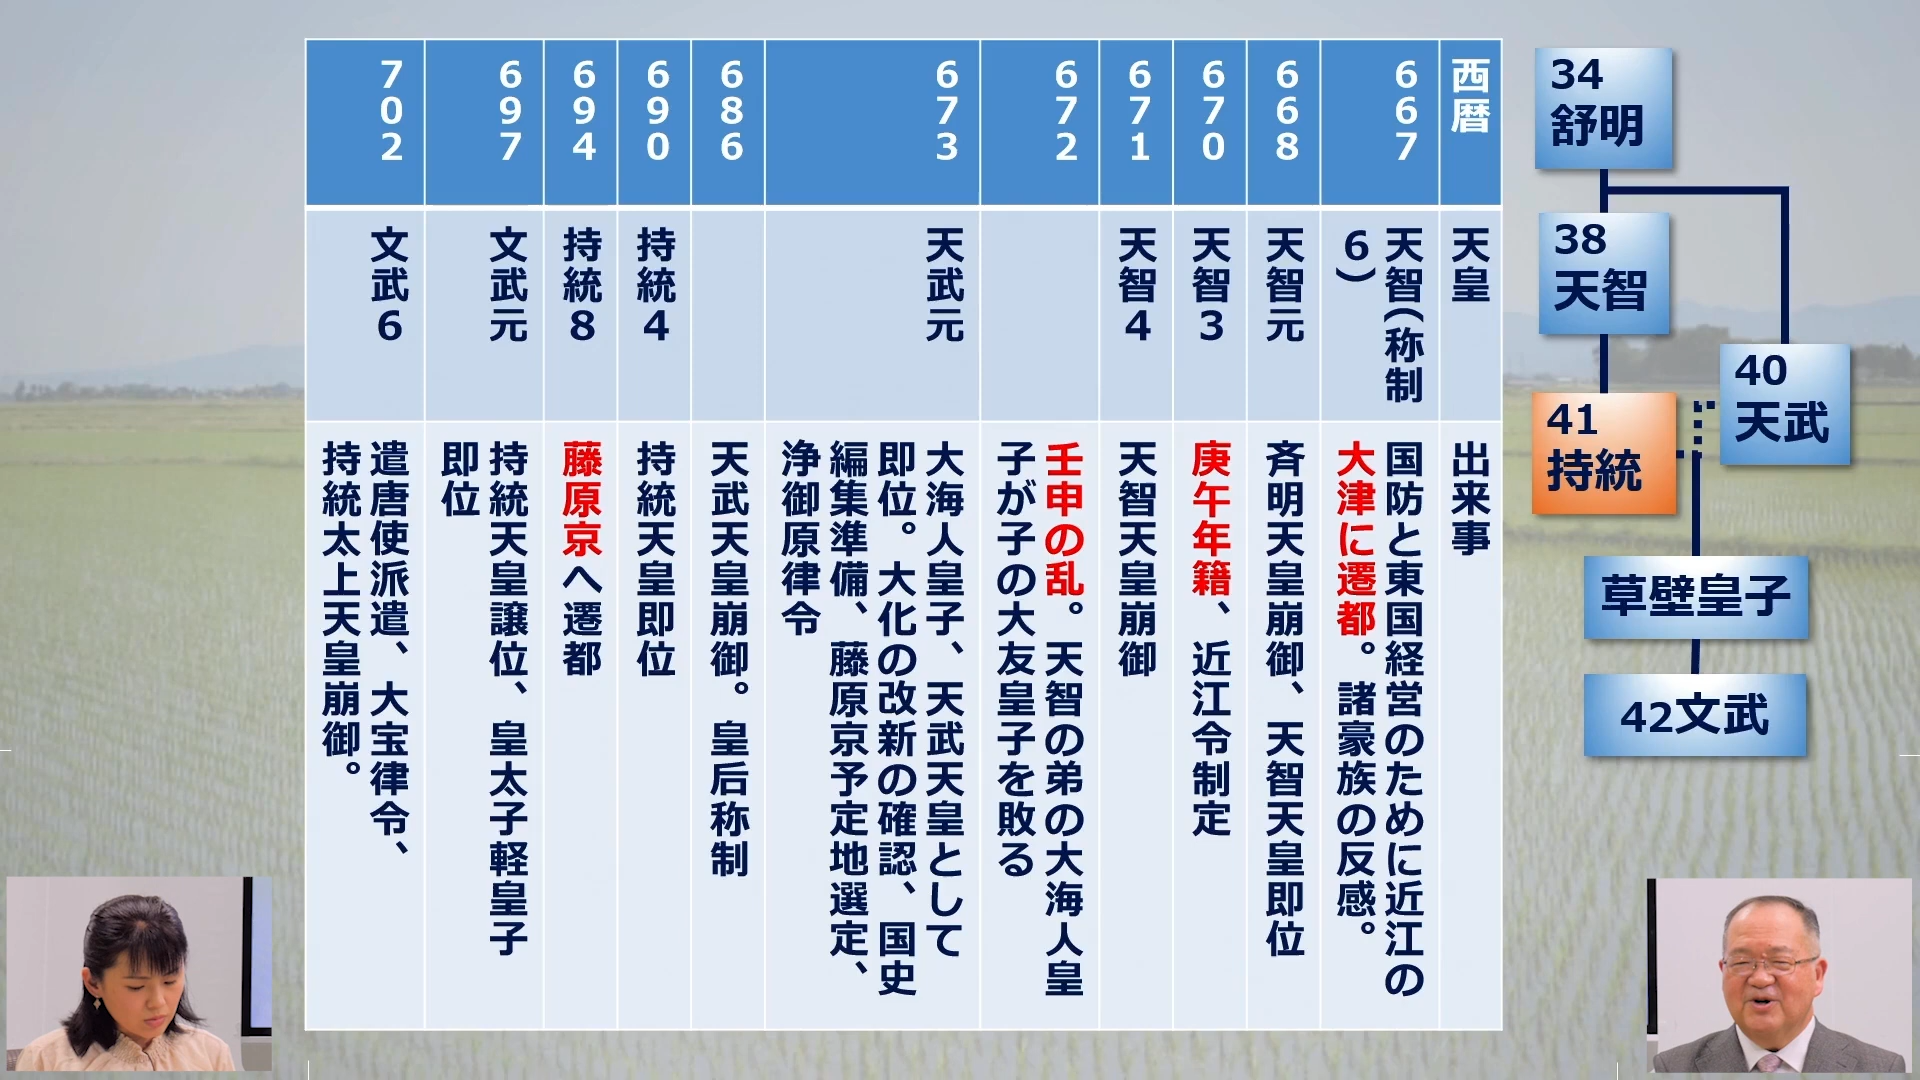 西暦
天皇
出来事
667
天智(称制
6)
国防と東国経営のために近江の
大津に遷都。諸豪族の反感。
668
天智元
斉明天皇崩御、天智天皇即位
670
天智3
庚午年籍、近江令制定
671
天智4
天智天皇崩御
672
壬申の乱。天智の弟の大海人皇
子が子の大友皇子を敗る
673
天武元
大海人皇子、天武天皇として
即位。大化の改新の確認、国史
編集準備、藤原京予定地選定、
浄御原律令
686
天武天皇崩御。皇后称制
690
持統4
持統天皇即位
694
持統8
藤原京へ遷都
697
文武元
持統天皇譲位、皇太子軽皇子
即位
702
文武6
遣唐使派遣、大宝律令、
持統太上天皇崩御。
34
舒明
38
天智
40
天武
41
持統
草壁皇子
42文武